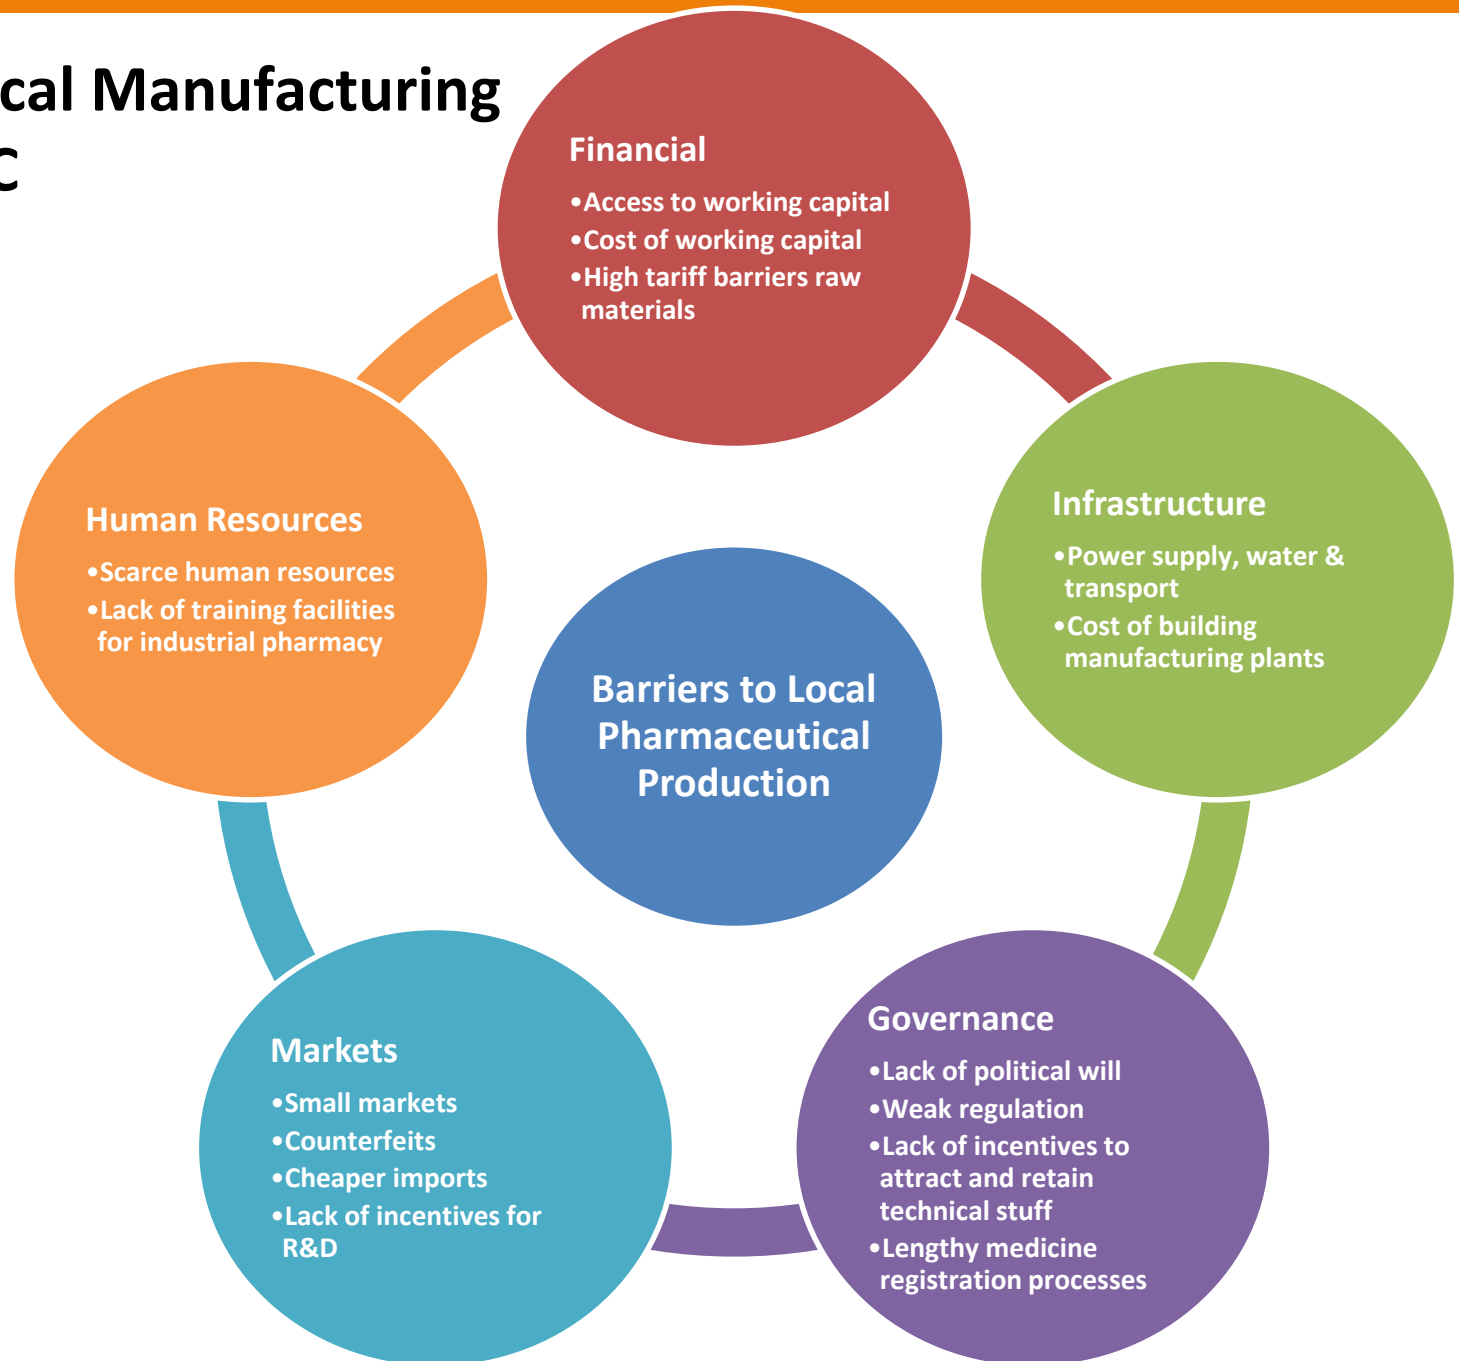 cal Manufacturing
C
Financial
•Access to working capital
•Cost of working capital
•High tariff barriers raw
materials
Infrastructure
•Power supply, water &
transport
•Cost of building
manufacturing plants
Governance
•Lack of political will
•Weak regulation
•Lack of incentives to
attract and retain
technical stuff
•Lengthy medicine
registration processes
Markets
•Small markets
•Counterfeits
•Cheaper imports
•Lack of incentives for
R&D
Human Resources
•Scarce human resources
•Lack of training facilities
for industrial pharmacy
Barriers to Local
Pharmaceutical
Production